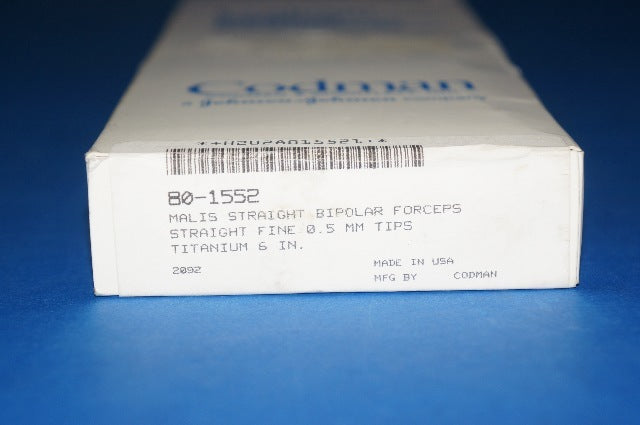 Codman
a Johnson & Johnson company
80-1552
MALIS STRAIGHT BIPOLAR FORCEPS
STRAIGHT FINE 0.5 MM TIPS
TITANIUM 6 IN.
2092
MADE IN USA
MFG BY CODMAN